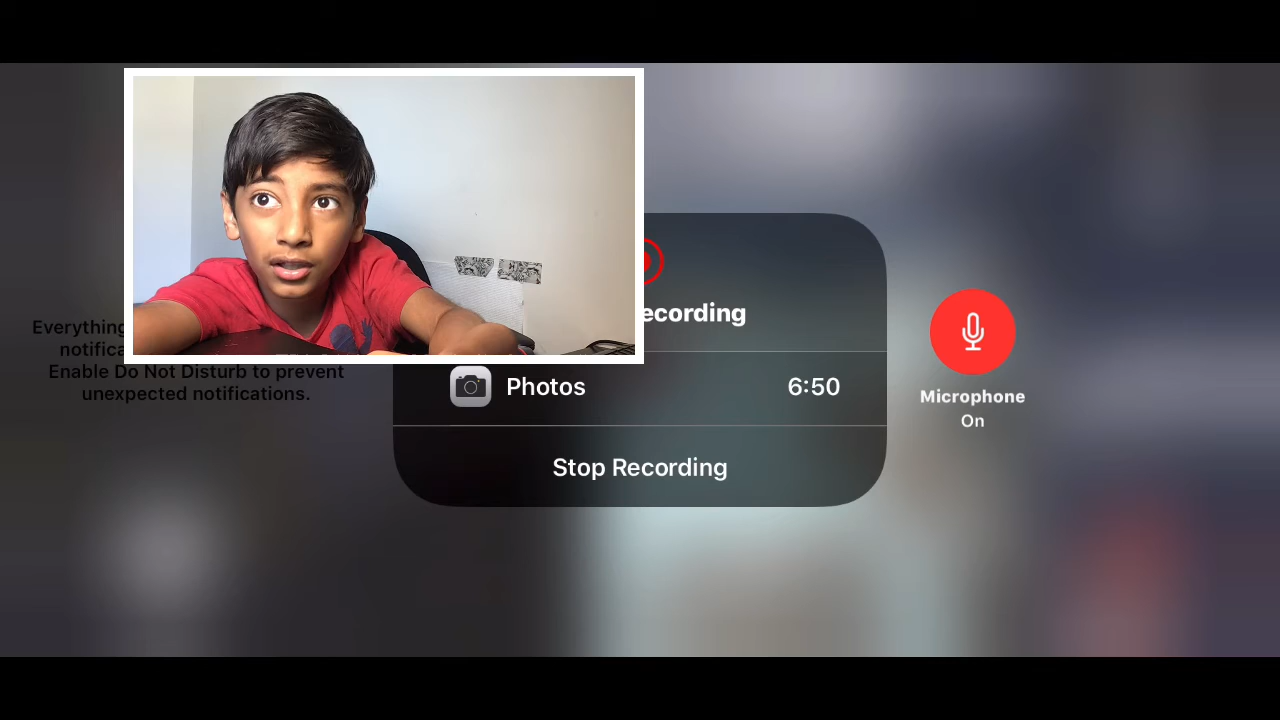 Everything
notifica
Enable Do Not Disturb to prevent
unexpected notifications.
ecording
Photos
6:50
Stop Recording
Microphone
On